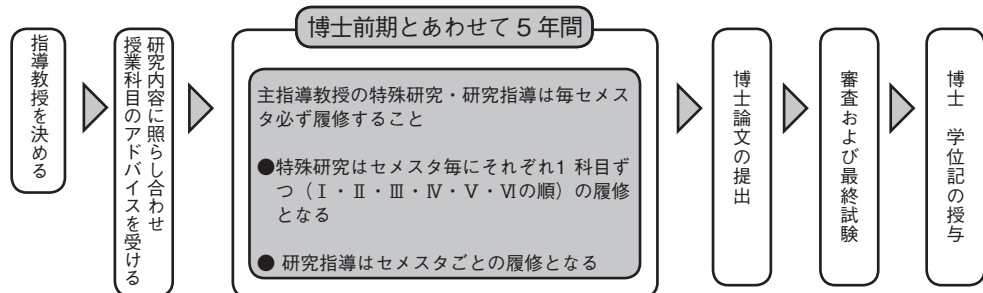 指導教授を決める
研究内容に照らし合わせ
授業科目のアドバイスを受ける
博士前期とあわせて5年間
主指導教授の特殊研究・研究指導は毎セメス
タ必ず履修すること
●特殊研究はセメスタ毎にそれぞれ1 科目ず
つ(Ⅰ・Ⅱ・Ⅲ・Ⅳ・Ⅴ・Ⅵの順)の履修
となる
● 研究指導はセメスタごとの履修となる
博士論文の提出
審査および最終試験
博士 学位記の授与